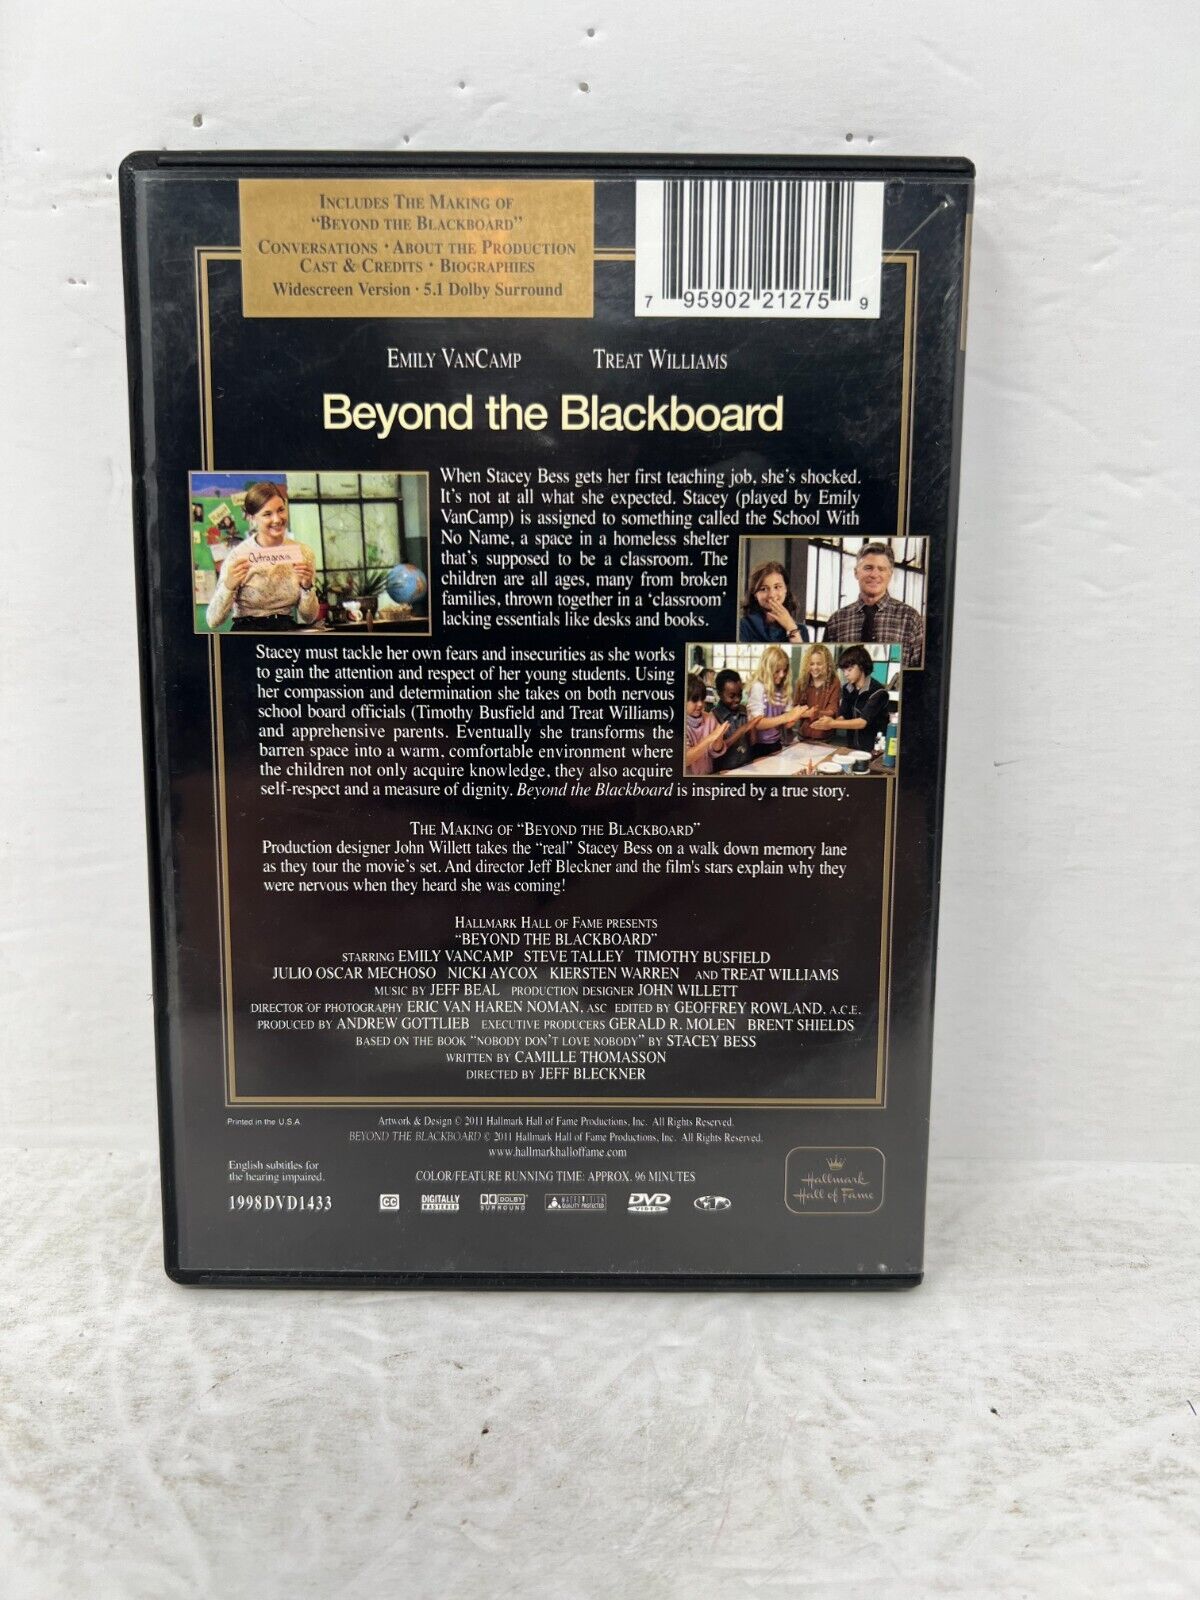 INCLUDES THE MAKING OF
"BEYOND THE BLACKBOARD"
CONVERSATIONS · ABOUT THE PRODUCTION
CAST & CREDITS · BIOGRAPHIES
Widescreen Version · 5.1 Dolby Surround
7 95902 21275 9
EMILY VANCAMP TREAT WILLIAMS
Beyond the Blackboard
When Stacey Bess gets her first teaching job, she's shocked.
It's not at all what she expected. Stacey (played by Emily
VanCamp) is assigned to something called the School With
No Name, a space in a homeless shelter
that's supposed to be a classroom. The
children are all ages, many from broken
families, thrown together in a 'classroom'
lacking essentials like desks and books.
Outrageous
Stacey must tackle her own fears and insecurities as she works
to gain the attention and respect of her young students. Using
her compassion and determination she takes on both nervous
school board officials (Timothy Busfield and Treat Williams)
and apprehensive parents. Eventually she transforms the
barren space into a warm, comfortable environment where
the children not only acquire knowledge, they also acquire
self-respect and a measure of dignity. Beyond the Blackboard is inspired by a true story.
THE MAKING OF "BEYOND THE BLACKBOARD"
Production designer John Willett takes the "real" Stacey Bess on a walk down memory lane
as they tour the movie's set. And director Jeff Bleckner and the film's stars explain why they
were nervous when they heard she was coming!
HALLMARK HALL OF FAME PRESENTS
"BEYOND THE BLACKBOARD"
STARRING EMILY VANCAMP STEVE TALLEY TIMOTHY BUSFIELD
JULIO OSCAR MECHOSO NICKI AYCOX KIERSTEN WARREN AND TREAT WILLIAMS
MUSIC BY JEFF BEAL PRODUCTION DESIGNER JOHN WILLETT
DIRECTOR OF PHOTOGRAPHY ERIC VAN HAREN NOMAN, ASC EDITED BY GEOFFREY ROWLAND, A.C.E.
PRODUCED BY ANDREW GOTTLIEB EXECUTIVE PRODUCERS GERALD R. MOLEN BRENT SHIELDS
BASED ON THE BOOK "NOBODY DON'T LOVE NOBODY" BY STACEY BESS
WRITTEN BY CAMILLE THOMASSON
DIRECTED BY JEFF BLECKNER
Printed in the U.S.A
Artwork & Design © 2011 Hallmark Hall of Fame Productions, Inc. All Rights Reserved.
BEYOND THE BLACKBOARD © 2011 Hallmark Hall of Fame Productions, Inc. All Rights Reserved.
www.hallmarkhalloffame.com
English subtitles for
the hearing impaired.
COLOR/FEATURE RUNNING TIME: APPROX. 96 MINUTES
1998DVD1433
CC
DIGITALLY
MASTERED
DOLBY
SURROUND
QUALITY PROTECTED
DVD
VIDEO
Hallmark
Hall of Fame